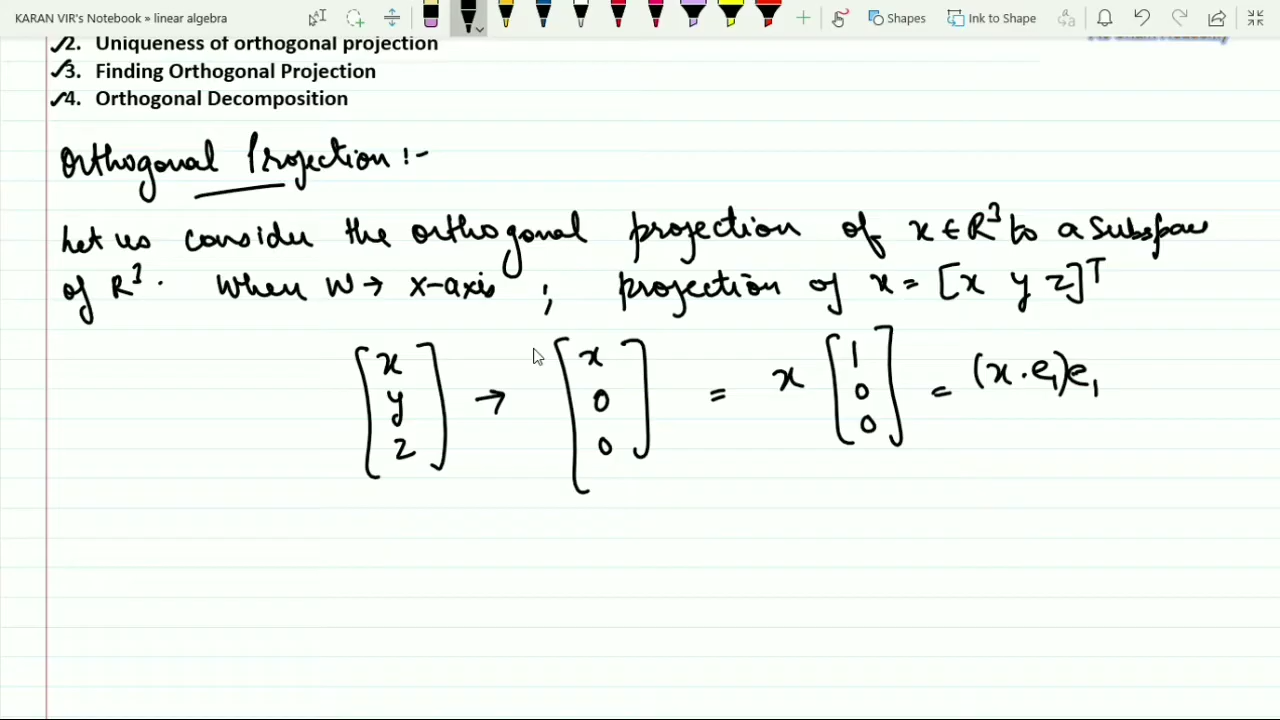 KARAN VIR's Notebook » linear algebra
Shapes
Ink to Shape
2. Uniqueness of orthogonal projection
3. Finding Orthogonal Projection
4. Orthogonal Decomposition
Orthogonal Projection :-
Let us consider the orthogonal projection of x ∈ R³ to a Subspace
of R³. When W → x-axis ; projection of x = [x y z]ᵀ
[x y z] → [x 0 0] = x [1 0 0] = (x . e₁)e₁